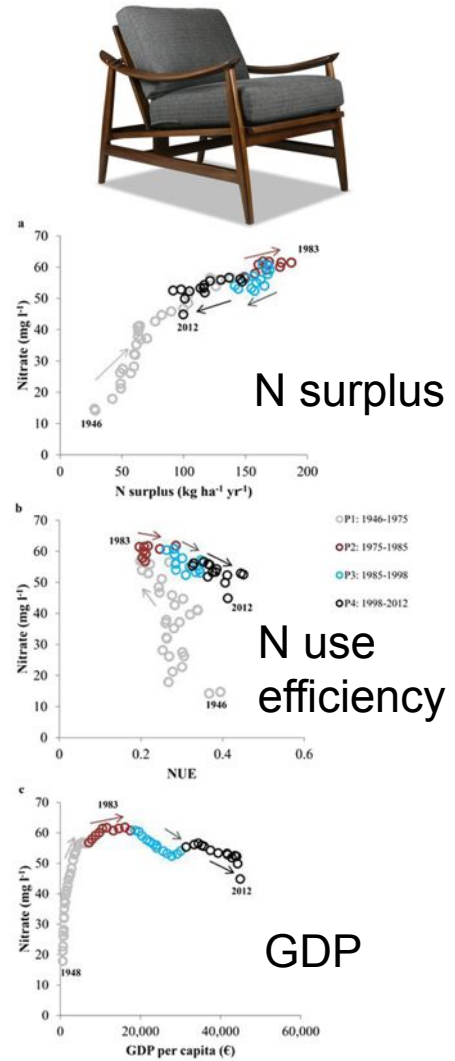 a
70
60
50
40
30
20
10
0
Nitrate (mg l⁻¹)
1983
2012
1946
0
50
100
150
200
N surplus (kg ha⁻¹ yr⁻¹)
N surplus
b
70
60
50
40
30
20
10
0
Nitrate (mg l⁻¹)
1983
2012
1946
P1: 1946-1975
P2: 1975-1985
P3: 1985-1998
P4: 1998-2012
0
0.2
0.4
0.6
NUE
N use
efficiency
c
70
60
50
40
30
20
10
0
Nitrate (mg l⁻¹)
1983
2012
1948
0
20,000
40,000
60,000
GDP per capita (€)
GDP